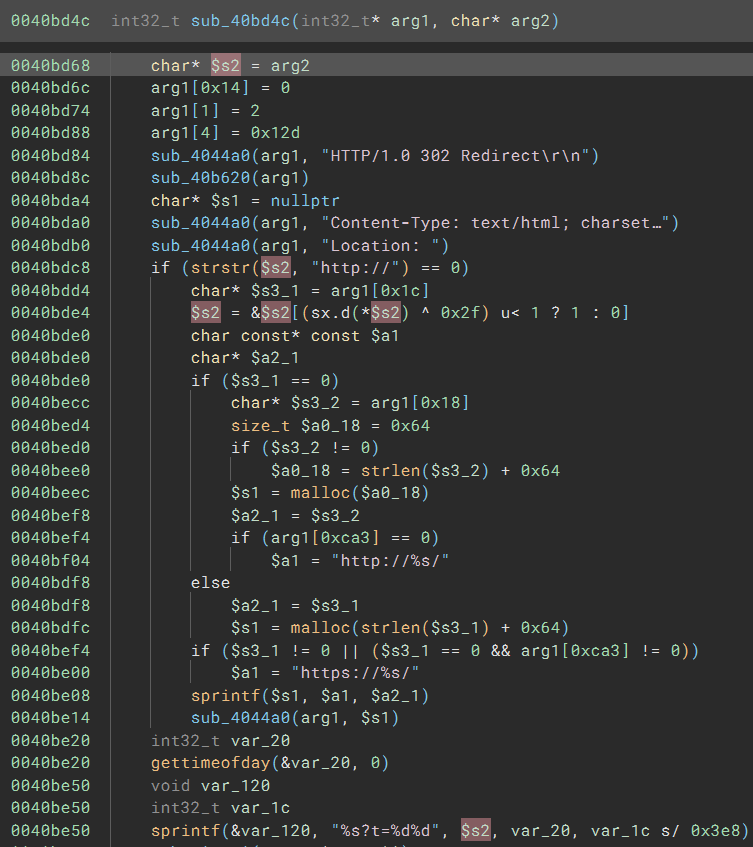 0040bd4c int32_t sub_40bd4c(int32_t* arg1, char* arg2)
0040bd68 char* $s2 = arg2
0040bd6c arg1[0x14] = 0
0040bd74 arg1[1] = 2
0040bd88 arg1[4] = 0x12d
0040bd84 sub_4044a0(arg1, "HTTP/1.0 302 Redirect\r\n")
0040bd8c sub_40b620(arg1)
0040bda4 char* $s1 = nullptr
0040bda0 sub_4044a0(arg1, "Content-Type: text/html; charset…")
0040bdb0 sub_4044a0(arg1, "Location: ")
0040bdc8 if (strstr($s2, "http://") == 0)
0040bdd4 char* $s3_1 = arg1[0x1c]
0040bde4 $s2 = &$s2[(sx.d(*$s2) ^ 0x2f) u< 1 ? 1 : 0]
0040bde0 char const* const $a1
0040bde0 char* $a2_1
0040bde0 if ($s3_1 == 0)
0040becc char* $s3_2 = arg1[0x18]
0040bed4 size_t $a0_18 = 0x64
0040bed0 if ($s3_2 != 0)
0040bee0 $a0_18 = strlen($s3_2) + 0x64
0040beec $s1 = malloc($a0_18)
0040bef8 $a2_1 = $s3_2
0040bef4 if (arg1[0xca3] == 0)
0040bf04 $a1 = "http://%s/"
0040bdf8 else
0040bdf8 $a2_1 = $s3_1
0040bdfc $s1 = malloc(strlen($s3_1) + 0x64)
0040bef4 if ($s3_1 != 0 || ($s3_1 == 0 && arg1[0xca3] != 0))
0040be00 $a1 = "https://%s/"
0040be08 sprintf($s1, $a1, $a2_1)
0040be14 sub_4044a0(arg1, $s1)
0040be20 int32_t var_20
0040be20 gettimeofday(&var_20, 0)
0040be50 void var_120
0040be50 int32_t var_1c
0040be50 sprintf(&var_120, "%s?t=%d%d", $s2, var_20, var_1c s/ 0x3e8)